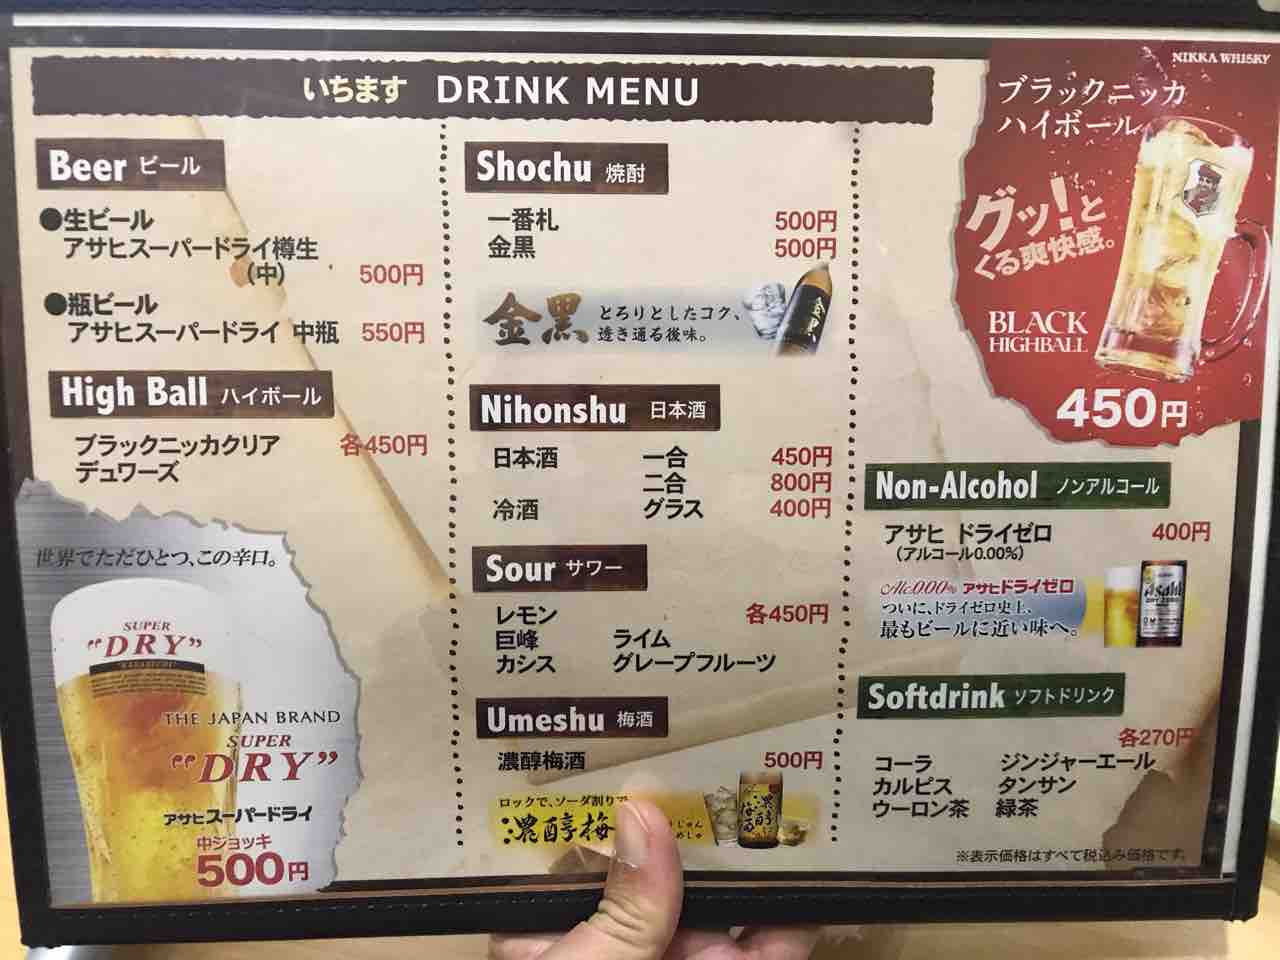 いちます DRINK MENU
Beer ビール
●生ビール
アサヒスーパードライ樽生
(中) 500円
●瓶ビール
アサヒスーパードライ 中瓶 550円
High Ball ハイボール
ブラックニッカクリア 各450円
デュワーズ
世界でただひとつ、この辛口。
SUPER
"DRY"
THE JAPAN BRAND
SUPER
"DRY"
アサヒスーパードライ
中ジョッキ
500円
Shochu 焼酎
一番札 500円
金黒 500円
金黒 とろりとしたコク、
透き通る後味。
金黒
Nihonshu 日本酒
日本酒 一合 450円
二合 800円
冷酒 グラス 400円
Sour サワー
レモン 各450円
巨峰 ライム
カシス グレープフルーツ
Umeshu 梅酒
濃醇梅酒 500円
ロックで、ソーダ割りで
濃醇梅
濃醇梅酒
NIKKA WHISKY
ブラックニッカ
ハイボール
グッ!と
くる爽快感。
BLACK
HIGHBALL
450円
Non-Alcohol ノンアルコール
アサヒ ドライゼロ 400円
(アルコール0.00%)
Alc.0.00% アサヒドライゼロ
ついに、ドライゼロ史上、
最もビールに近い味へ。
Asahi
Softdrink ソフトドリンク
各270円
コーラ ジンジャーエール
カルピス タンサン
ウーロン茶 緑茶
※表示価格はすべて税込み価格です。